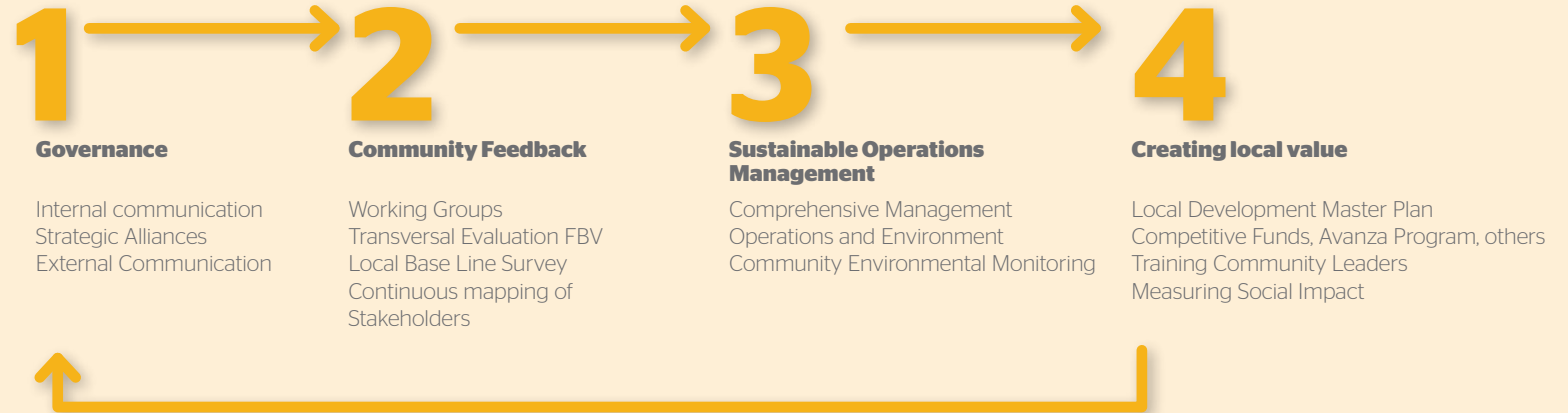 1
Governance
Internal communication
Strategic Alliances
External Communication
2
Community Feedback
Working Groups
Transversal Evaluation FBV
Local Base Line Survey
Continuous mapping of
Stakeholders
3
Sustainable Operations
Management
Comprehensive Management
Operations and Environment
Community Environmental Monitoring
4
Creating local value
Local Development Master Plan
Competitive Funds, Avanza Program, others
Training Community Leaders
Measuring Social Impact